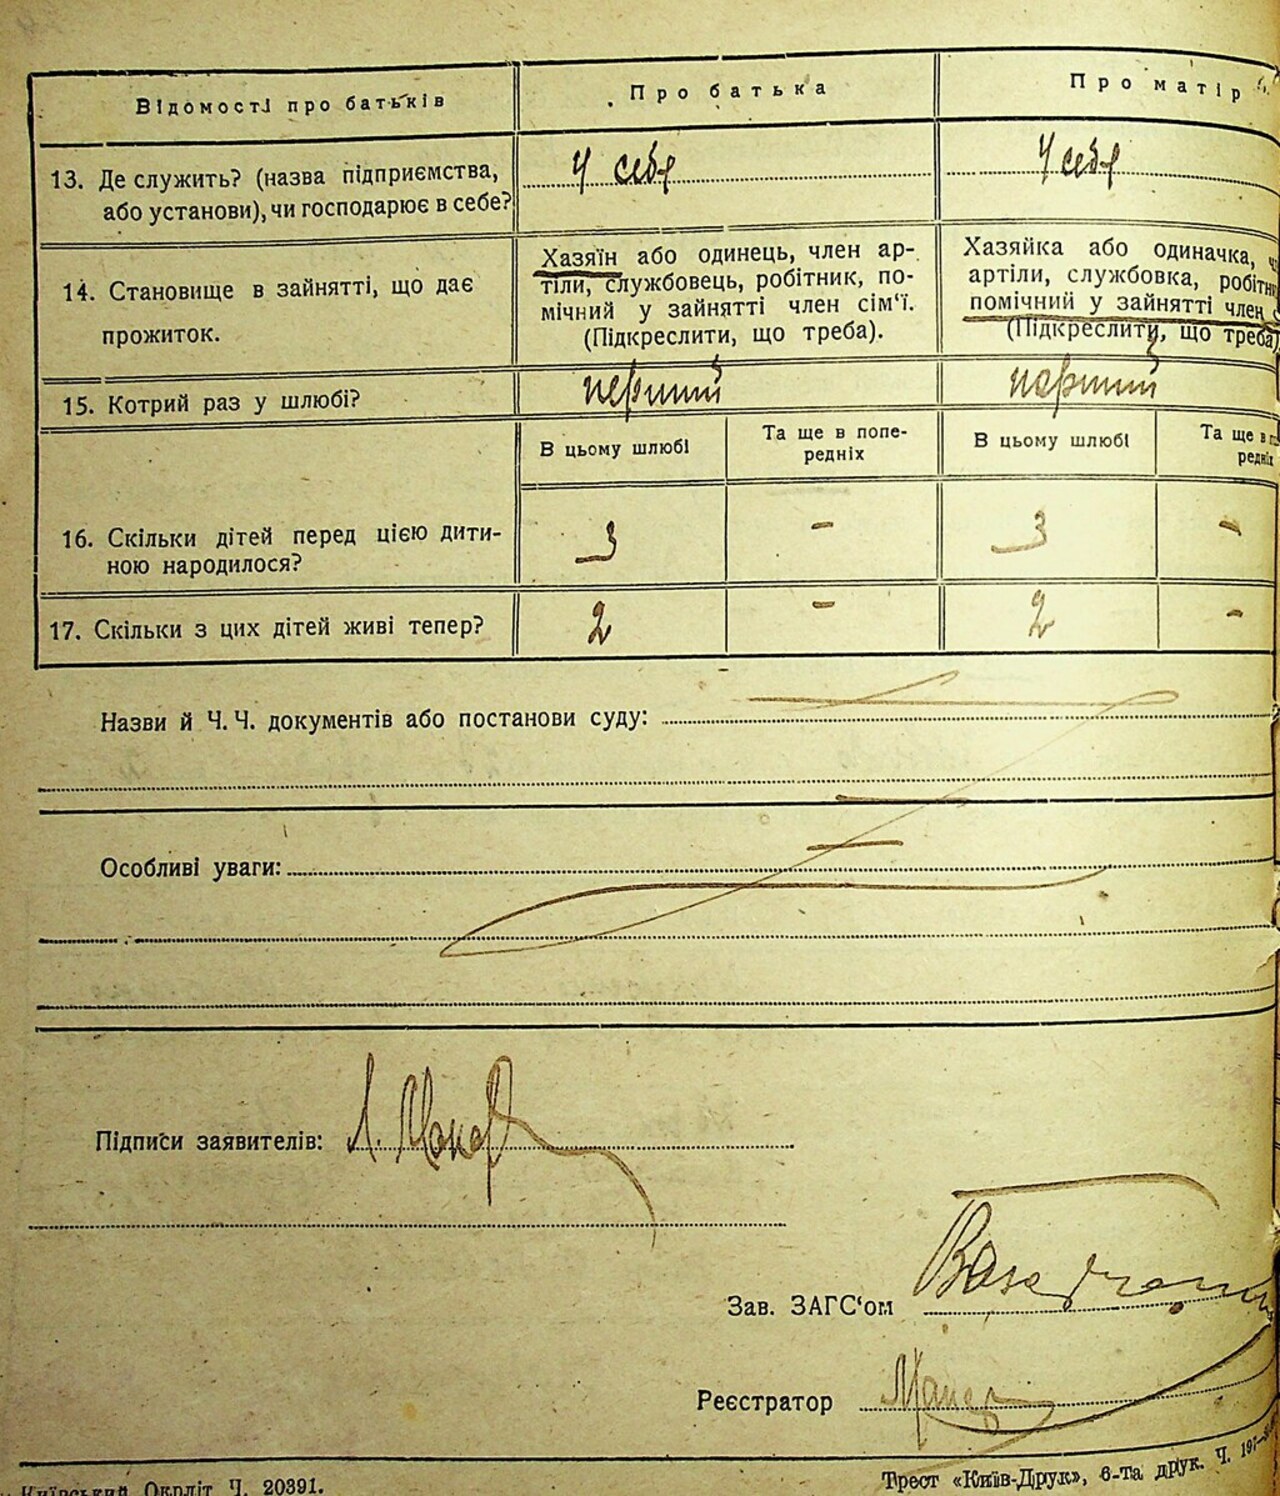 Відомості про батьків
Про батька
Про матір
13. Де служить? (назва підприємства, або установи), чи господарює в себе?
У себе
У себе
14. Становище в зайнятті, що дає прожиток.
Хазяїн або одинець, член ар-
тіли, службовець, робітник, по-
мічний у зайнятті член сім'ї.
(Підкреслити, що треба).
Хазяйка або одиначка,
артіли, службовка,
помічний у зайнятті член
(Підкреслити, що треба)
15. Котрий раз у шлюбі?
перший
перший
В цьому шлюбі
Та ще в попе-
редніх
В цьому шлюбі
Та ще в
16. Скільки дітей перед цією дити-
ною народилося?
3
-
3
-
17. Скільки з цих дітей живі тепер?
2
-
2
-
Назви й Ч. Ч. документів або постанови суду:
Особливі уваги:
Підписи заявителів:
Зав. ЗАГС'ом
Реєстратор
Київський Окрліт Ч. 20391.
Трест «Київ-Друк», 6-та друк. Ч.